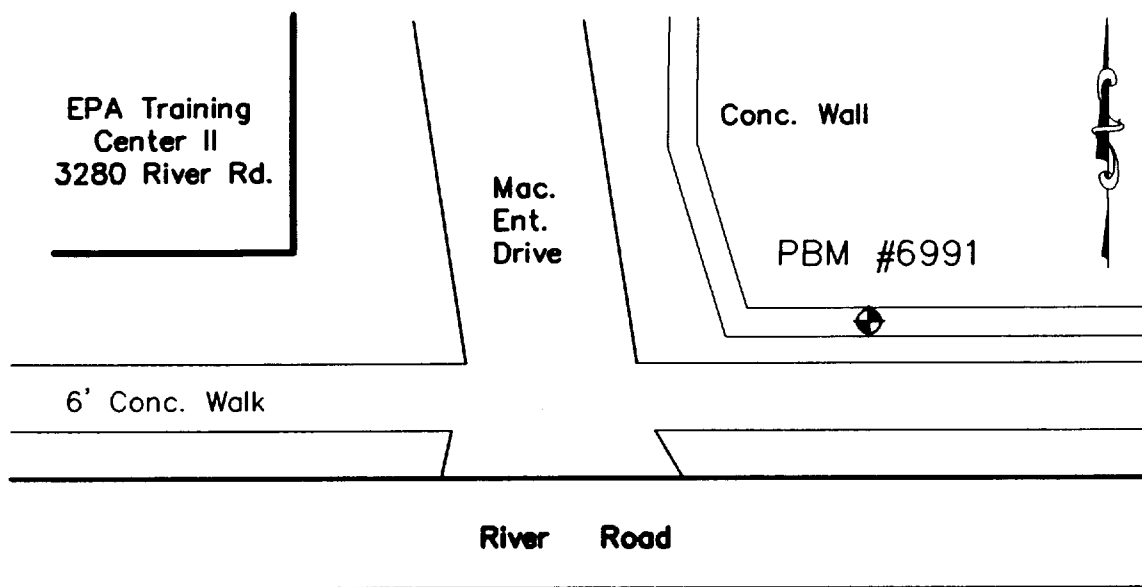 EPA Training
Center II
3280 River Rd.
Conc. Wall
Mac.
Ent.
Drive
PBM #6991
6' Conc. Walk
River Road